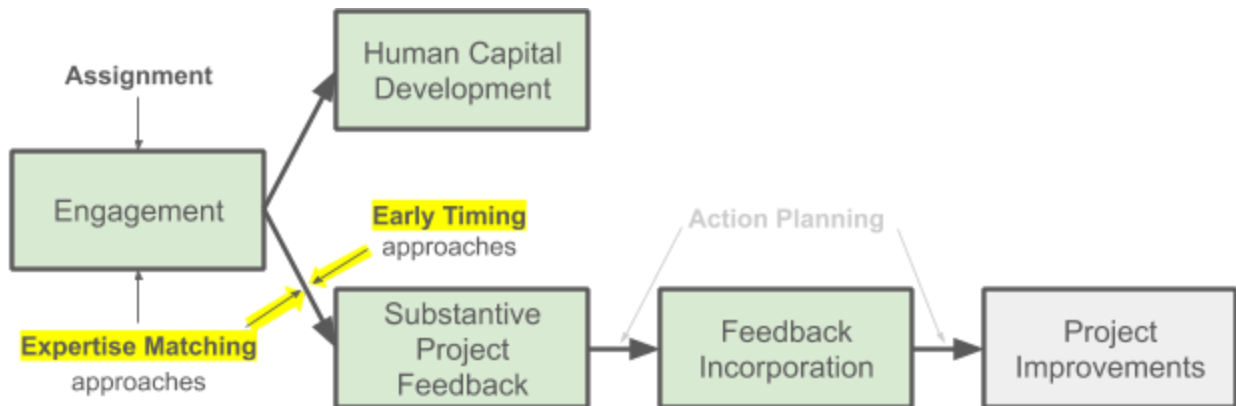 Human Capital
Development
Assignment
Engagement
Early Timing
approaches
Action Planning
Expertise Matching
approaches
Substantive
Project
Feedback
Feedback
Incorporation
Project
Improvements